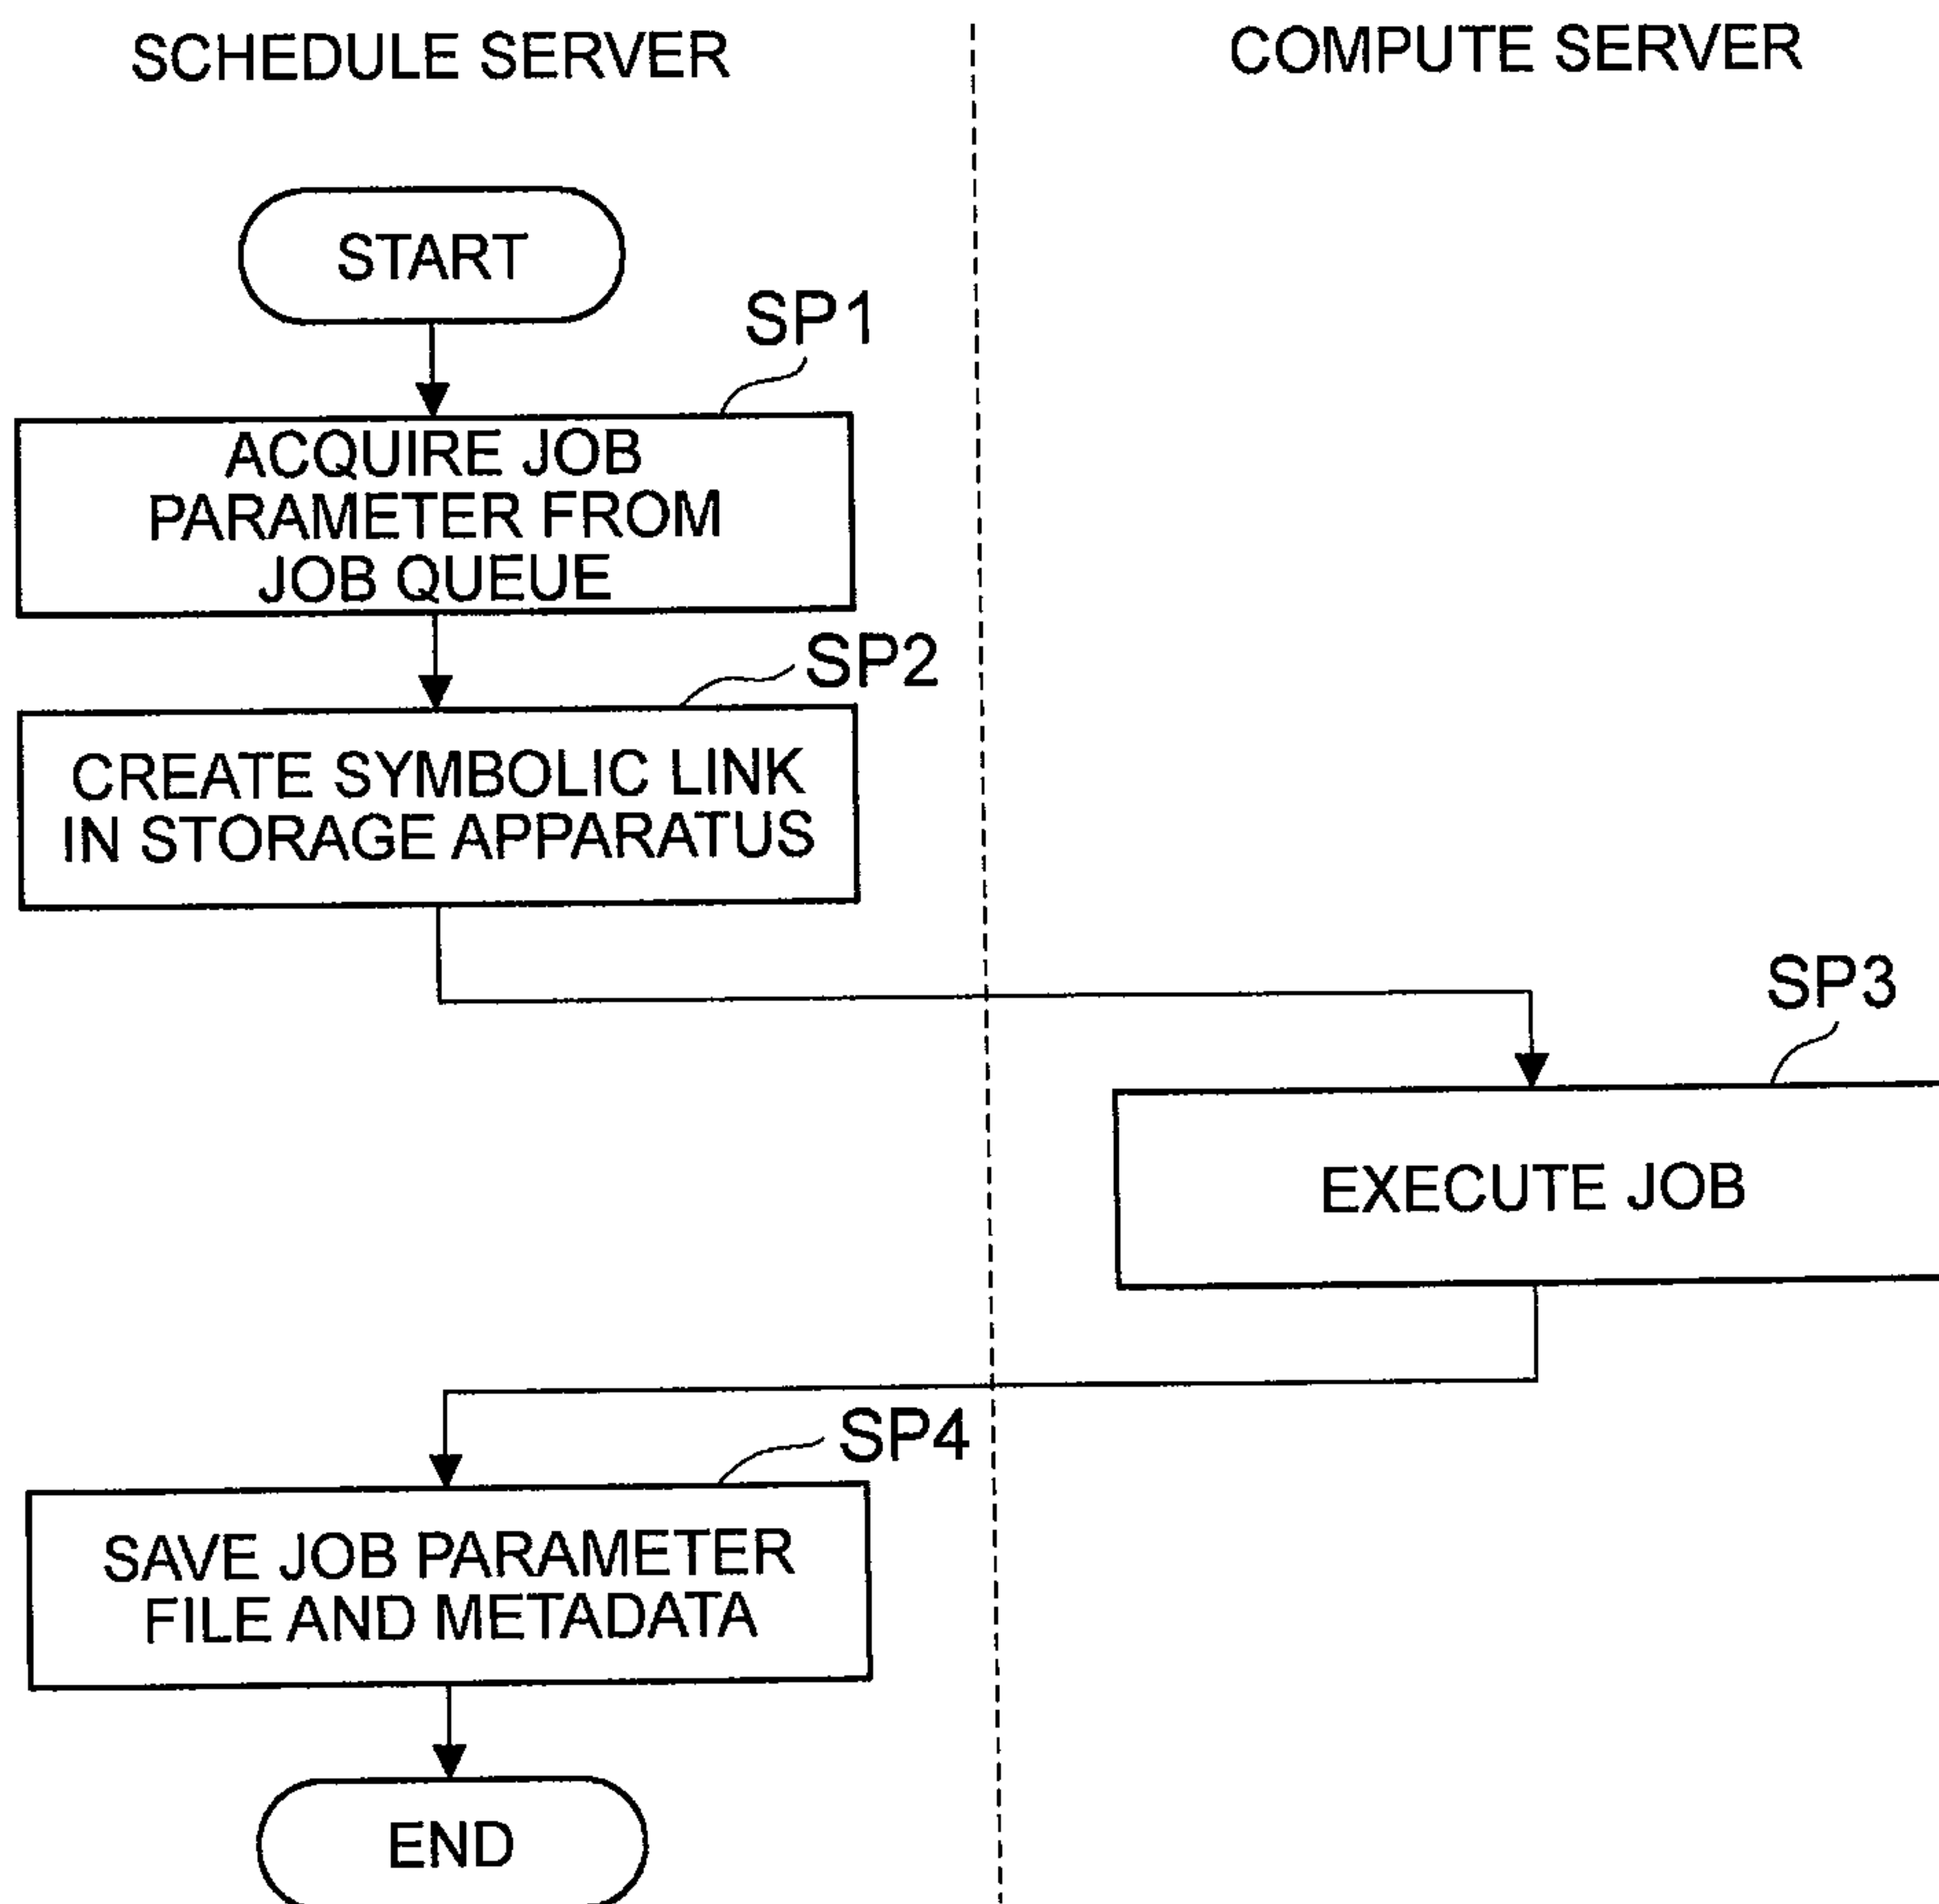 SCHEDULE SERVER
COMPUTE SERVER
START
SP1
ACQUIRE JOB
PARAMETER FROM
JOB QUEUE
SP2
CREATE SYMBOLIC LINK
IN STORAGE APPARATUS
SP3
EXECUTE JOB
SP4
SAVE JOB PARAMETER
FILE AND METADATA
END